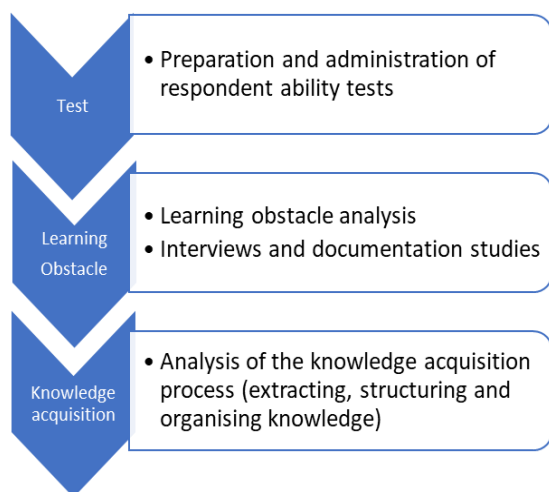 Test
• Preparation and administration of
respondent ability tests
Learning
Obstacle
• Learning obstacle analysis
• Interviews and documentation studies
Knowledge
acquisition
• Analysis of the knowledge acquisition
process (extracting, structuring and
organising knowledge)